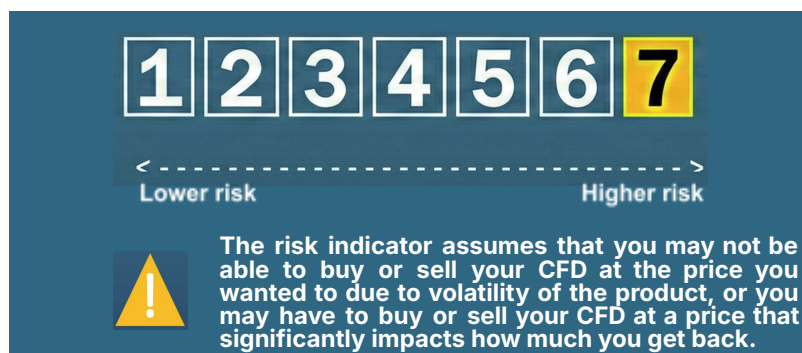 1 2 3 4 5 6 7
Lower risk Higher risk
!
The risk indicator assumes that you may not be
able to buy or sell your CFD at the price you
wanted to due to volatility of the product, or you
may have to buy or sell your CFD at a price that
significantly impacts how much you get back.